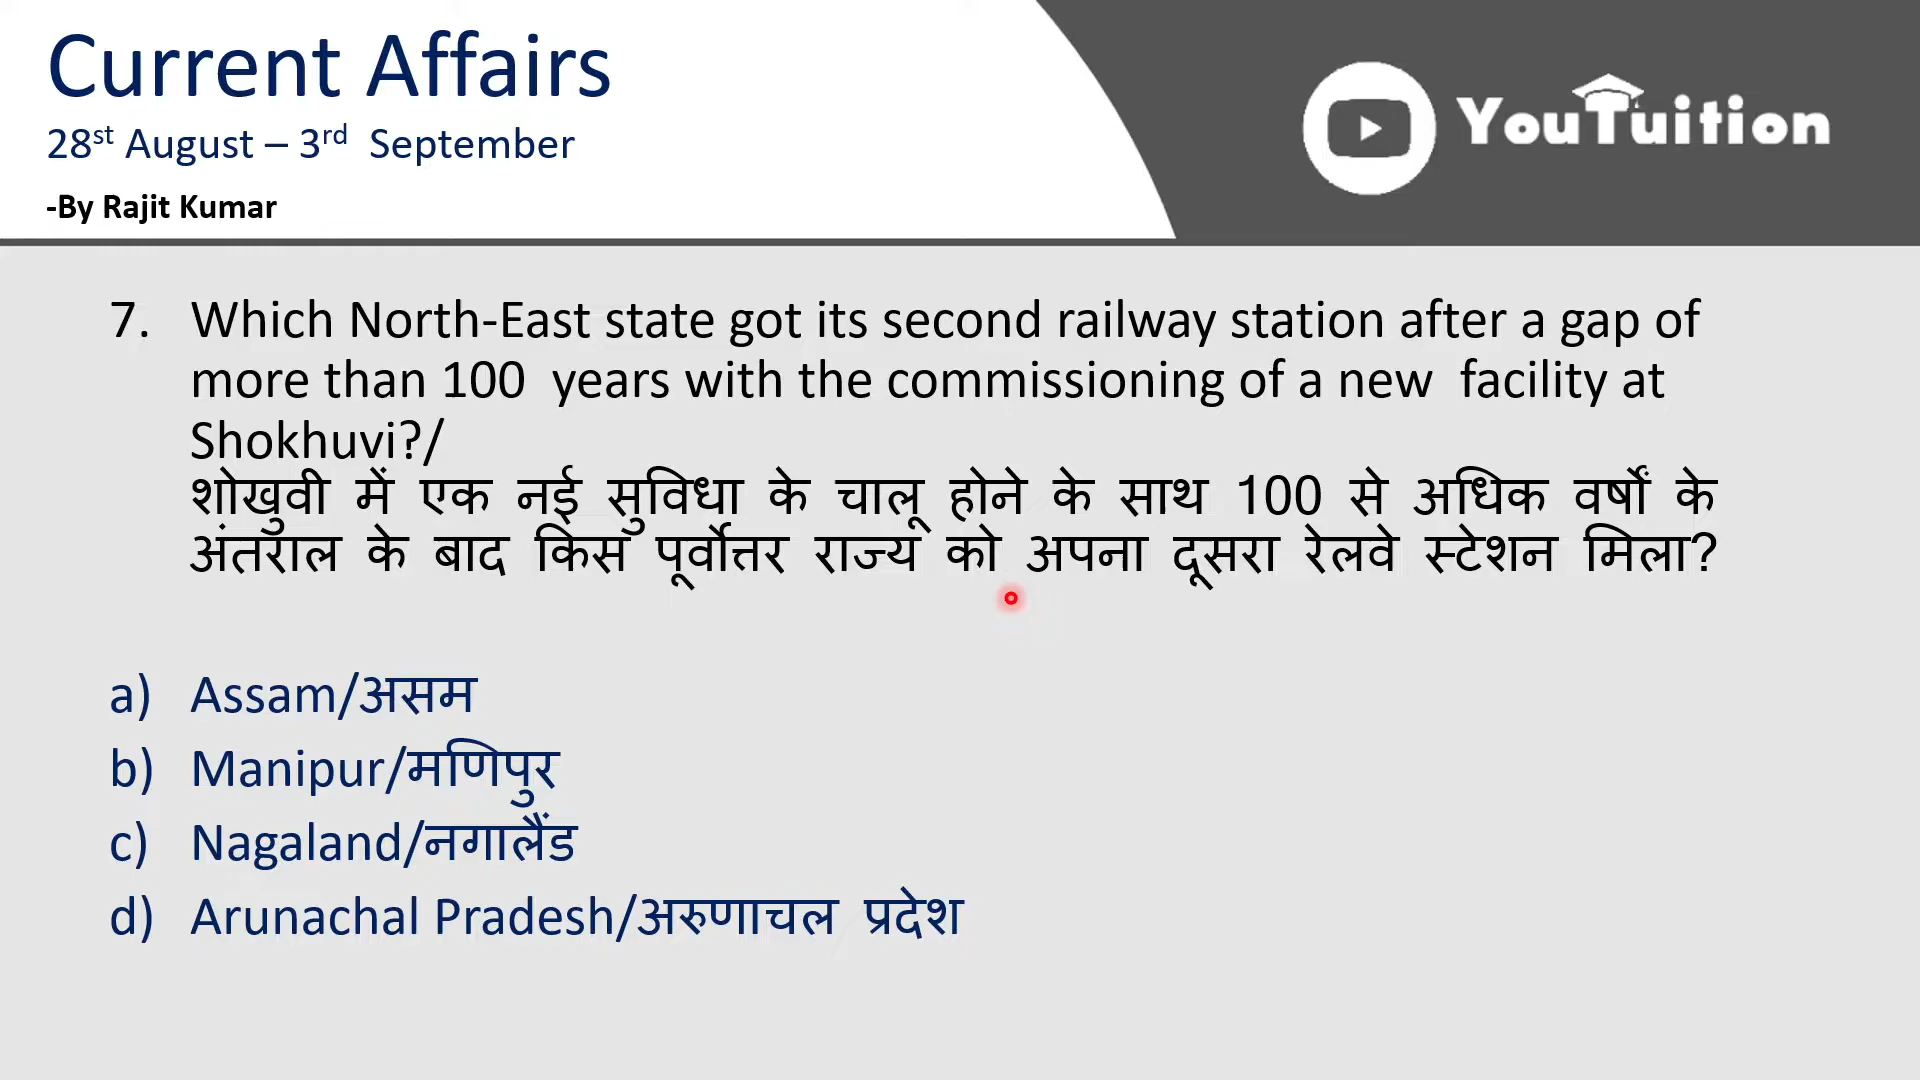 Current Affairs
28st August – 3rd September
-By Rajit Kumar
YouTuition
7. Which North-East state got its second railway station after a gap of
more than 100 years with the commissioning of a new facility at
Shokhuvi?/
शोखुवी में एक नई सुविधा के चालू होने के साथ 100 से अधिक वर्षों के
अंतराल के बाद किस पूर्वोत्तर राज्य को अपना दूसरा रेलवे स्टेशन मिला?
a) Assam/असम
b) Manipur/मणिपुर
c) Nagaland/नगालैंड
d) Arunachal Pradesh/अरुणाचल प्रदेश